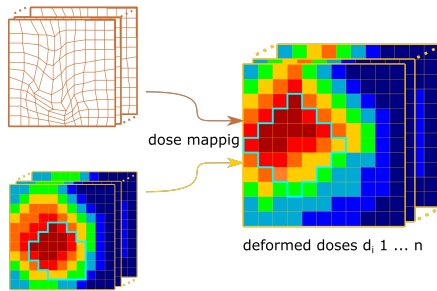 dose mappig
deformed doses dᵢ 1 ... n